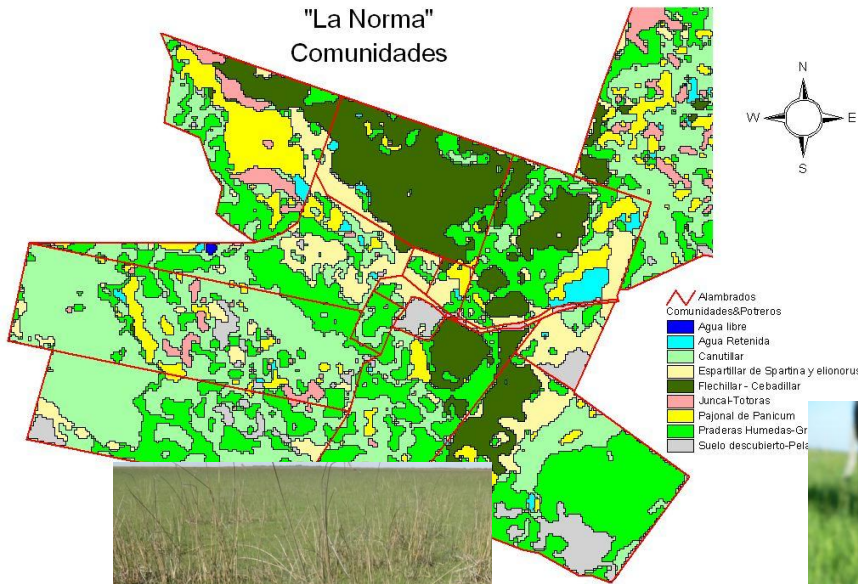 "La Norma"
Comunidades
N
W
E
S
Alambrados
Comunidades&Potreros
Agua libre
Agua Retenida
Canutillar
Espartillar de Spartina y elionorus
Flechillar - Cebadillar
Juncal-Totoras
Pajonal de Panicum
Praderas Humedas-Gr
Suelo descubierto-Pela